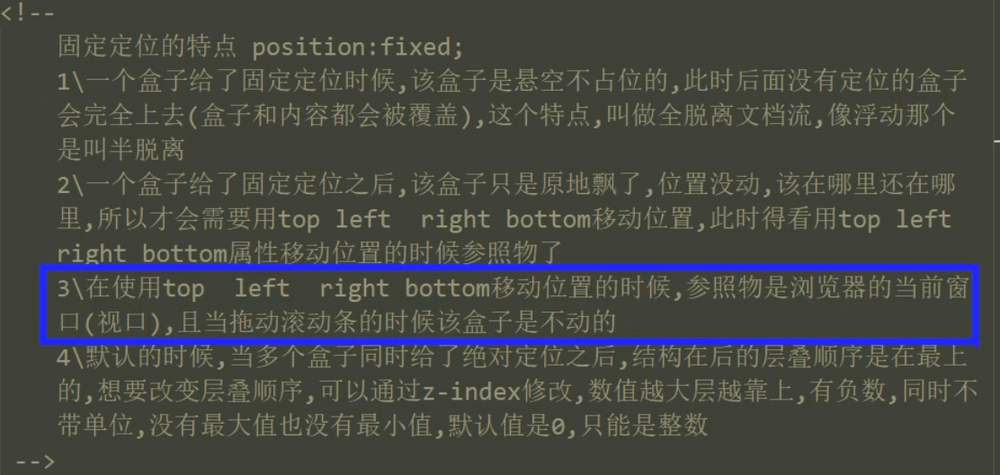 <!--
固定定位的特点 position:fixed;
1\一个盒子给了固定定位时候,该盒子是悬空不占位的,此时后面没有定位的盒子
会完全上去(盒子和内容都会被覆盖),这个特点,叫做全脱离文档流,像浮动那个
是叫半脱离
2\一个盒子给了固定定位之后,该盒子只是原地飘了,位置没动,该在哪里还在哪
里,所以才会需要用top left  right bottom移动位置,此时得看用top left
right bottom属性移动位置的时候参照物了
3\在使用top  left  right bottom移动位置的时候,参照物是浏览器的当前窗
口(视口),且当拖动滚动条的时候该盒子是不动的
4\默认的时候,当多个盒子同时给了绝对定位之后,结构在后的层叠顺序是在最上
的,想要改变层叠顺序,可以通过z-index修改,数值越大层越靠上,有负数,同时不
带单位,没有最大值也没有最小值,默认值是0,只能是整数
-->